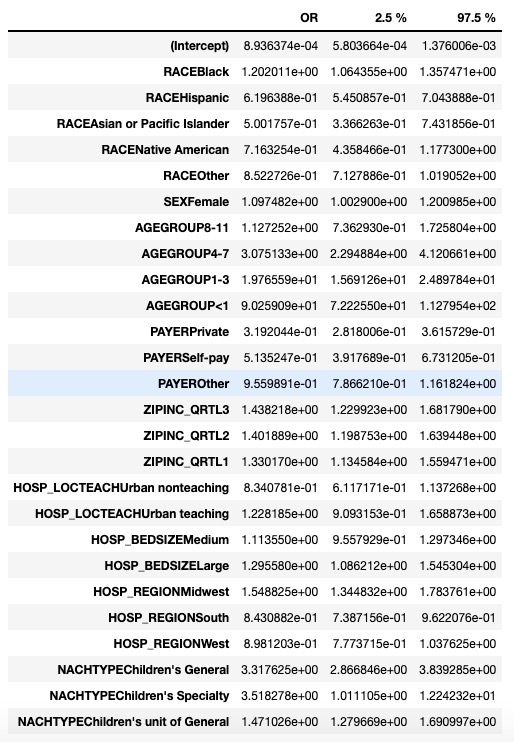 OR 2.5 % 97.5 %
(Intercept) 8.936374e-04 5.803664e-04 1.376006e-03
RACEBlack 1.202011e+00 1.064355e+00 1.357471e+00
RACEHispanic 6.196388e-01 5.450857e-01 7.043888e-01
RACEAsian or Pacific Islander 5.001757e-01 3.366263e-01 7.431856e-01
RACENative American 7.163254e-01 4.358466e-01 1.177300e+00
RACEOther 8.522726e-01 7.127886e-01 1.019052e+00
SEXFemale 1.097482e+00 1.002900e+00 1.200985e+00
AGEGROUP8-11 1.127252e+00 7.362930e-01 1.725804e+00
AGEGROUP4-7 3.075133e+00 2.294884e+00 4.120661e+00
AGEGROUP1-3 1.976559e+01 1.569126e+01 2.489784e+01
AGEGROUP<1 9.025909e+01 7.222550e+01 1.127954e+02
PAYERPrivate 3.192044e-01 2.818006e-01 3.615729e-01
PAYERSelf-pay 5.135247e-01 3.917689e-01 6.731205e-01
PAYEROther 9.559891e-01 7.866210e-01 1.161824e+00
ZIPINC_QRTL3 1.438218e+00 1.229923e+00 1.681790e+00
ZIPINC_QRTL2 1.401889e+00 1.198753e+00 1.639448e+00
ZIPINC_QRTL1 1.330170e+00 1.134584e+00 1.559471e+00
HOSP_LOCTEACHUrban nonteaching 8.340781e-01 6.117171e-01 1.137268e+00
HOSP_LOCTEACHUrban teaching 1.228185e+00 9.093153e-01 1.658873e+00
HOSP_BEDSIZEMedium 1.113550e+00 9.557929e-01 1.297346e+00
HOSP_BEDSIZELarge 1.295580e+00 1.086212e+00 1.545304e+00
HOSP_REGIONMidwest 1.548825e+00 1.344832e+00 1.783761e+00
HOSP_REGIONSouth 8.430882e-01 7.387156e-01 9.622076e-01
HOSP_REGIONWest 8.981203e-01 7.773715e-01 1.037625e+00
NACHTYPEChildren's General 3.317625e+00 2.866846e+00 3.839285e+00
NACHTYPEChildren's Specialty 3.518278e+00 1.011105e+00 1.224232e+01
NACHTYPEChildren's unit of General 1.471026e+00 1.279669e+00 1.690997e+00